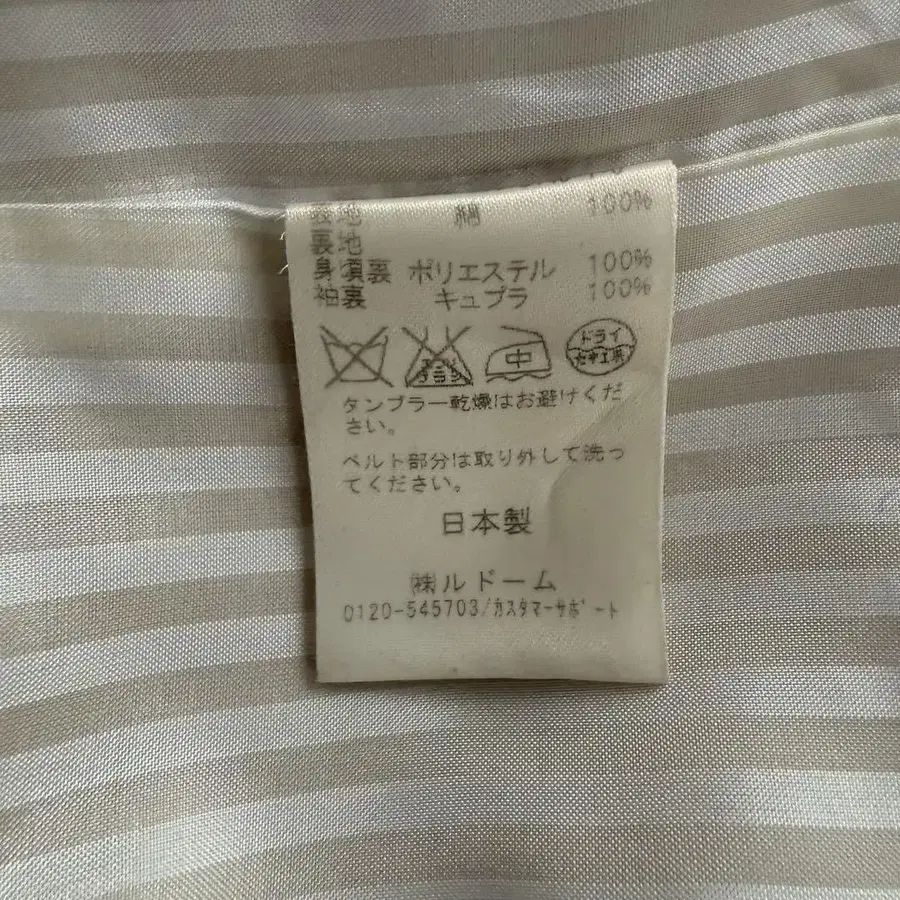 表地 綿 100%
裏地
身頃裏 ポリエステル 100%
袖裏 キュプラ 100%
中
ドライ
タンブラー乾燥はお避けくだ
さい。
ベルト部分は取り外して洗っ
てください。
日本製
㈱ルドーム
0120-545703/ｶｽﾀﾏｰｻﾎﾟｰﾄ